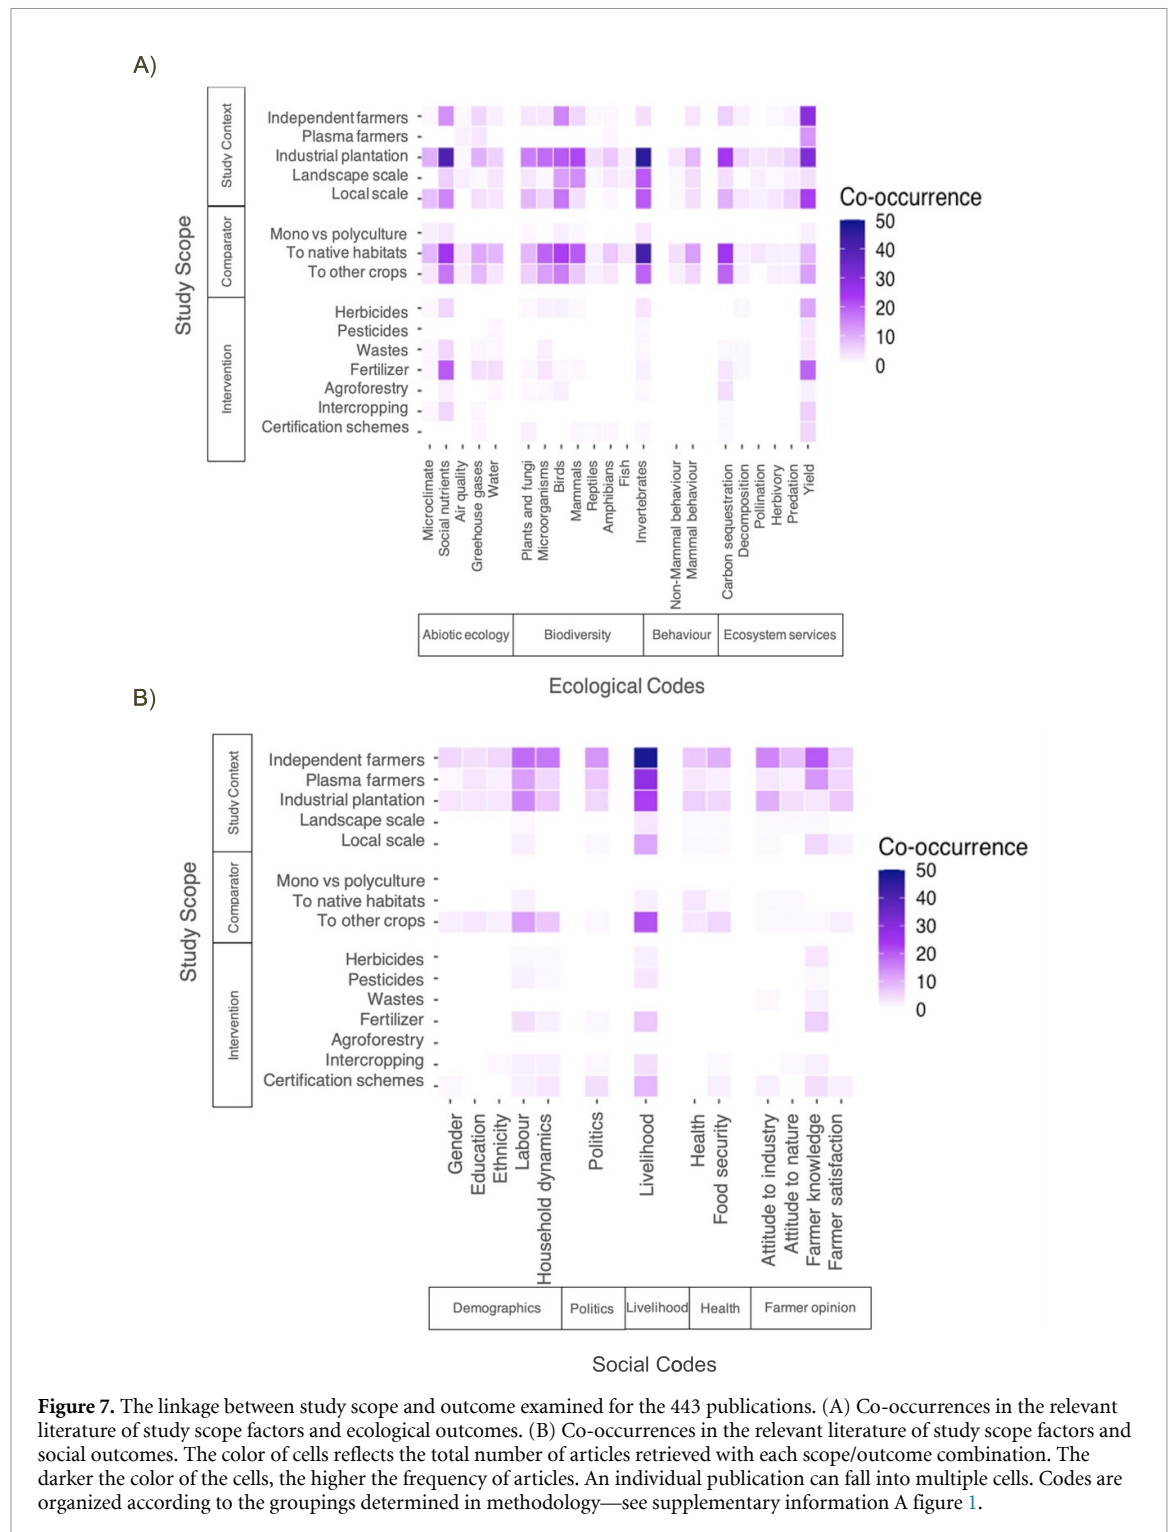 A)
Study Scope
Study Context
Comparator
Intervention
Independent farmers
Plasma farmers
Industrial plantation
Landscape scale
Local scale
Mono vs polyculture
To native habitats
To other crops
Herbicides
Pesticides
Wastes
Fertilizer
Agroforestry
Intercropping
Certification schemes
Co-occurrence
50
40
30
20
10
0
Microclimate
Social nutrients
Air quality
Greehouse gases
Water
Plants and fungi
Microorganisms
Birds
Mammals
Reptiles
Amphibians
Fish
Invertebrates
Non-Mammal behaviour
Mammal behaviour
Carbon sequestration
Decomposition
Pollination
Herbivory
Predation
Yield
Abiotic ecology
Biodiversity
Behaviour
Ecosystem services
Ecological Codes
B)
Study Scope
Study Context
Comparator
Intervention
Independent farmers
Plasma farmers
Industrial plantation
Landscape scale
Local scale
Mono vs polyculture
To native habitats
To other crops
Herbicides
Pesticides
Wastes
Fertilizer
Agroforestry
Intercropping
Certification schemes
Co-occurrence
50
40
30
20
10
0
Gender
Education
Ethnicity
Labour
Household dynamics
Politics
Livelihood
Health
Food security
Attitude to industry
Attitude to nature
Farmer knowledge
Farmer satisfaction
Demographics
Politics
Livelihood
Health
Farmer opinion
Social Codes
Figure 7. The linkage between study scope and outcome examined for the 443 publications. (A) Co-occurrences in the relevant
literature of study scope factors and ecological outcomes. (B) Co-occurrences in the relevant literature of study scope factors and
social outcomes. The color of cells reflects the total number of articles retrieved with each scope/outcome combination. The
darker the color of the cells, the higher the frequency of articles. An individual publication can fall into multiple cells. Codes are
organized according to the groupings determined in methodology—see supplementary information A figure 1.